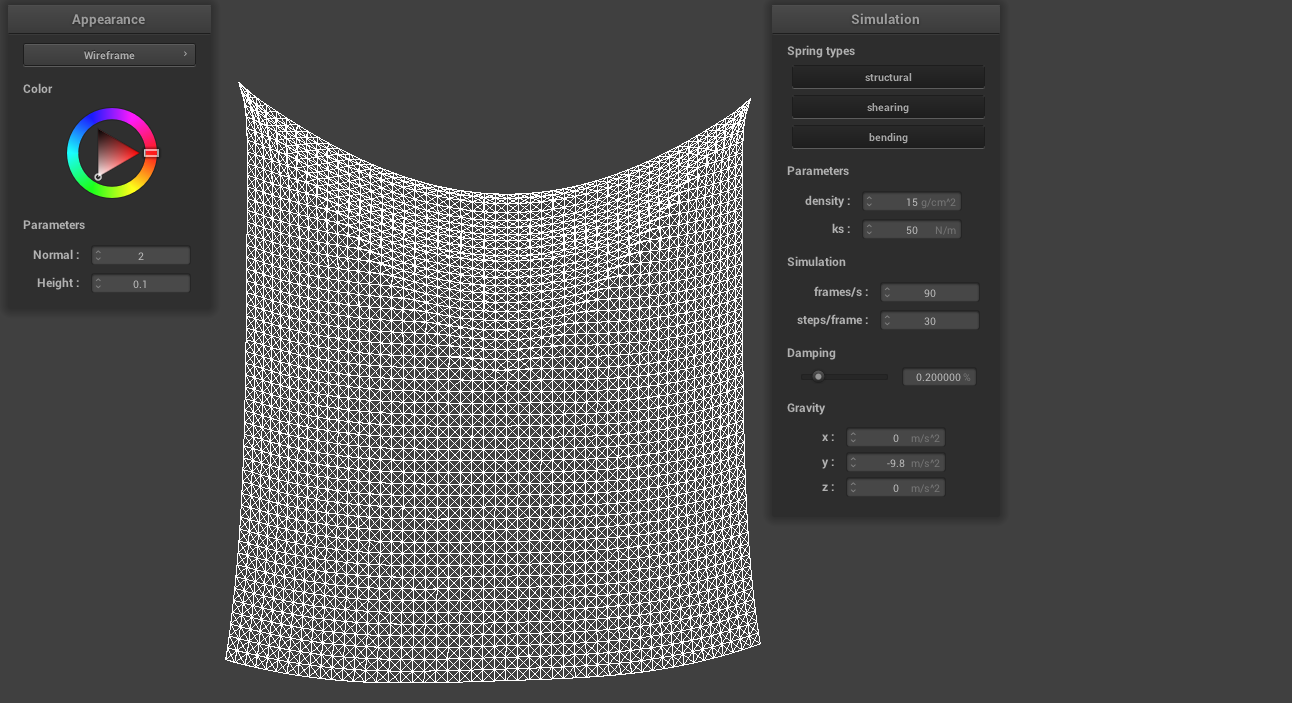 Appearance
Wireframe
Color
Parameters
Normal : 2
Height : 0.1
Simulation
Spring types
structural
shearing
bending
Parameters
density : 15 g/cm^2
ks : 50 N/m
Simulation
frames/s : 90
steps/frame : 30
Damping
0.200000 %
Gravity
x : 0 m/s^2
y : -9.8 m/s^2
z : 0 m/s^2